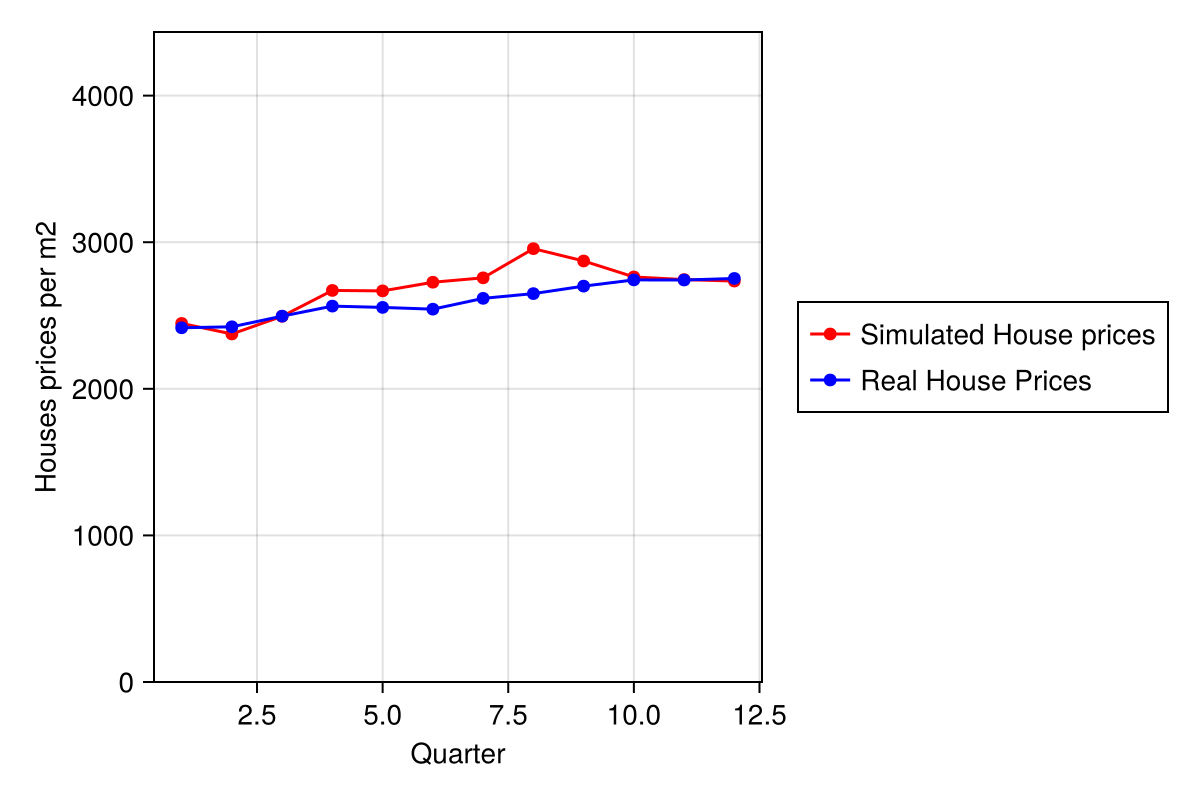 4000
3000
2000
1000
0
Houses prices per m2
2.5 5.0 7.5 10.0 12.5
Quarter
Simulated House prices
Real House Prices